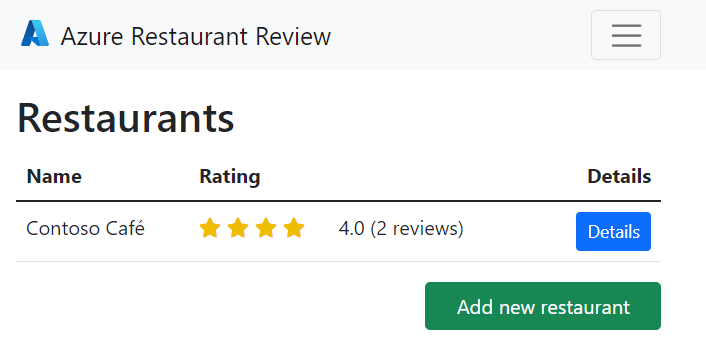 Azure Restaurant Review
Restaurants
Name Rating Details
Contoso Café 4.0 (2 reviews) Details
Add new restaurant